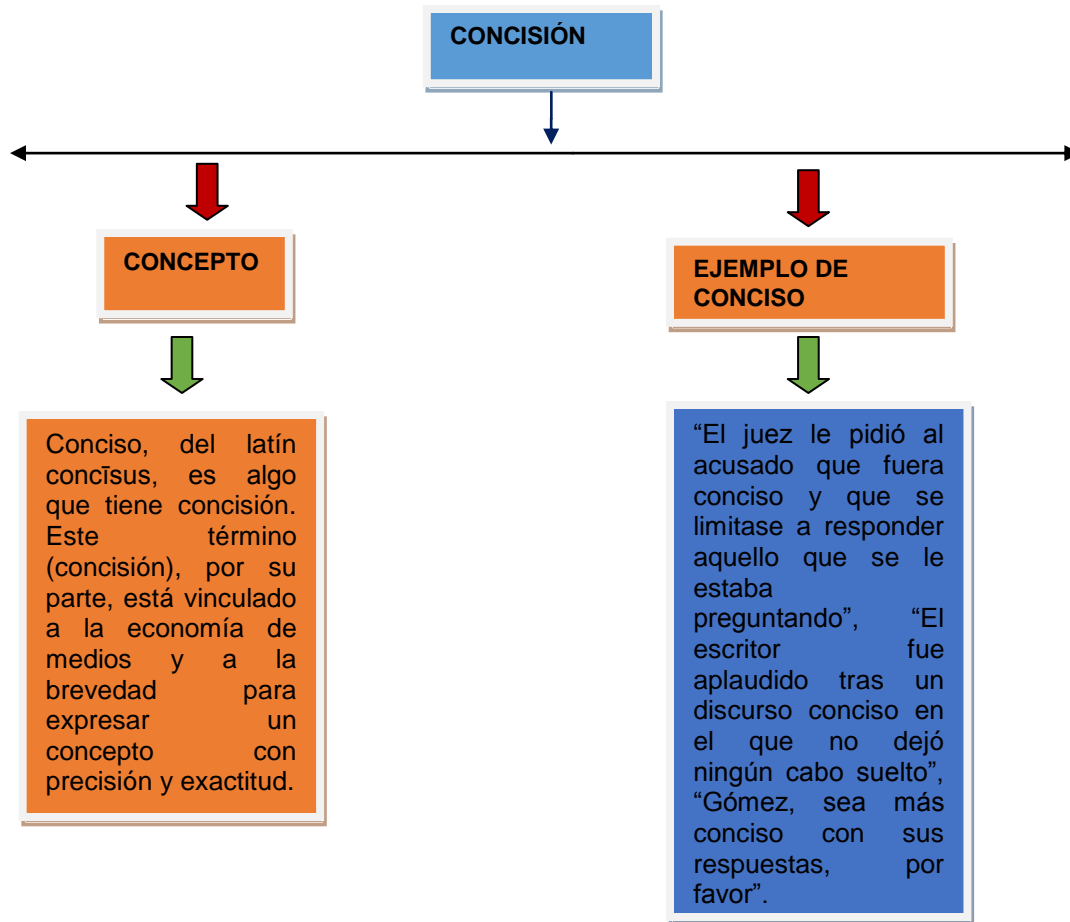 CONCISIÓN
CONCEPTO
Conciso, del latín
concīsus, es algo
que tiene concisión.
Este término
(concisión), por su
parte, está vinculado
a la economía de
medios y a la
brevedad para
expresar un
concepto con
precisión y exactitud.
EJEMPLO DE
CONCISO
“El juez le pidió al
acusado que fuera
conciso y que se
limitase a responder
aquello que se le
estaba
preguntando”, “El
escritor fue
aplaudido tras un
discurso conciso en
el que no dejó
ningún cabo suelto”,
“Gómez, sea más
conciso con sus
respuestas, por
favor”.